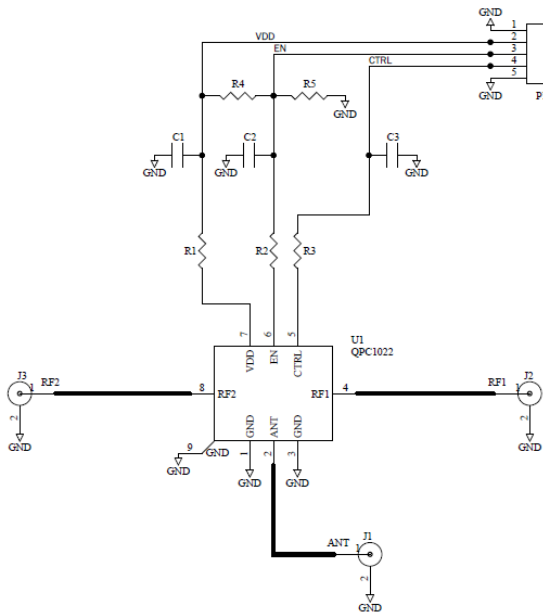 GND
1
VDD
2
EN
3
CTRL
4
5
GND
P
R4
R5
GND
C1
C2
C3
GND
GND
GND
R1
R2
R3
7
6
5
U1
QPC1022
VDD
EN
CTRL
J3
RF2
1
8
RF2
RF1
4
RF1
1
J2
2
GND
2
GND
GND
ANT
GND
9
GND
GND
1
2
3
GND
GND
ANT
1
J1
2
GND